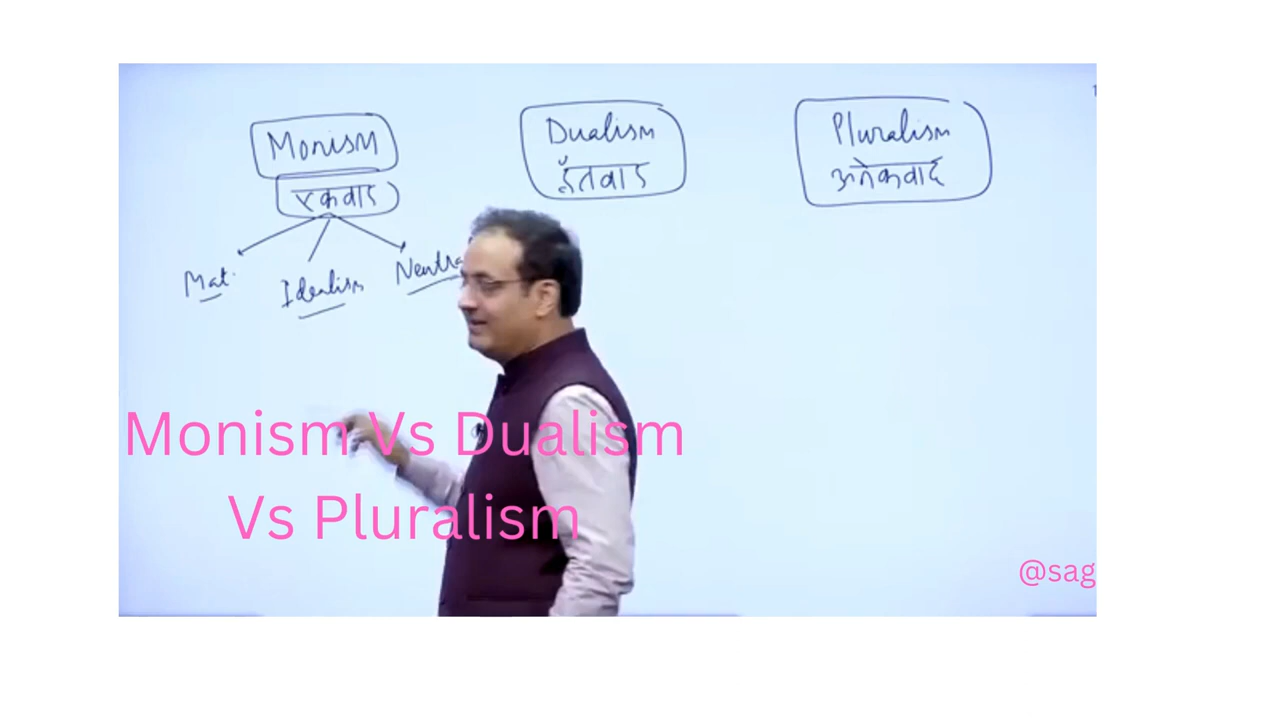 Monism
एकवाद
Mat.
Idealism
Neutra
Dualism
द्वैतवाद
Pluralism
अनेकवाद
Monism Vs Dualism
Vs Pluralism
@sag